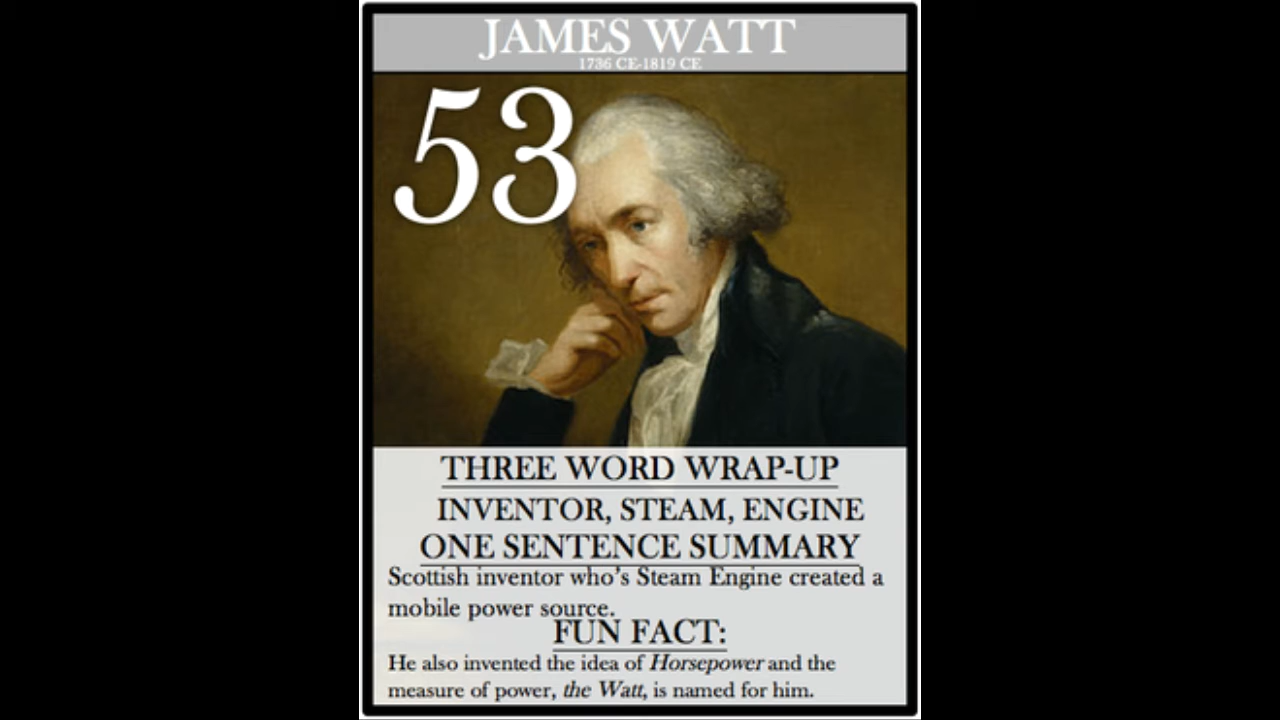 JAMES WATT
1736 CE-1819 CE
53
THREE WORD WRAP-UP
INVENTOR, STEAM, ENGINE
ONE SENTENCE SUMMARY
Scottish inventor who's Steam Engine created a
mobile power source.
FUN FACT:
He also invented the idea of Horsepower and the
measure of power, the Watt, is named for him.